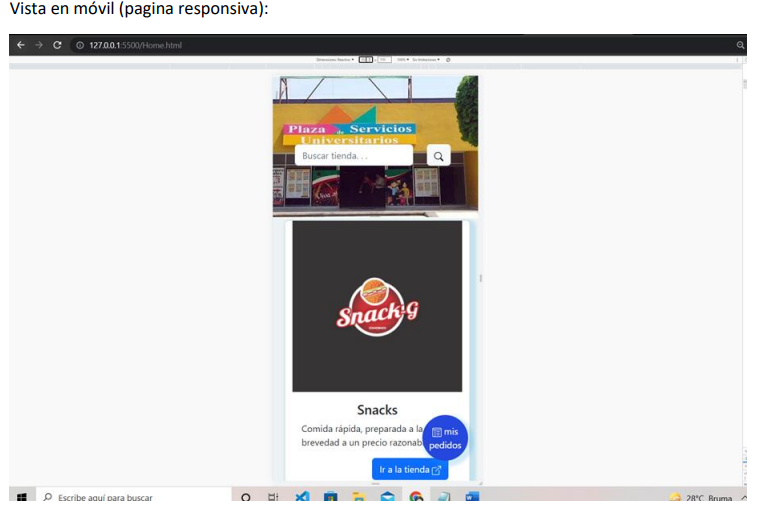 Vista en móvil (pagina responsiva):
127.0.0.1:5500/Home.html
Plaza de Servicios
Universitarios
Buscar tienda. . .
Snack-G
Snacks
Comida rápida, preparada a la
brevedad a un precio razonab
mis
pedidos
Ir a la tienda
Escribe aquí para buscar
28°C Bruma